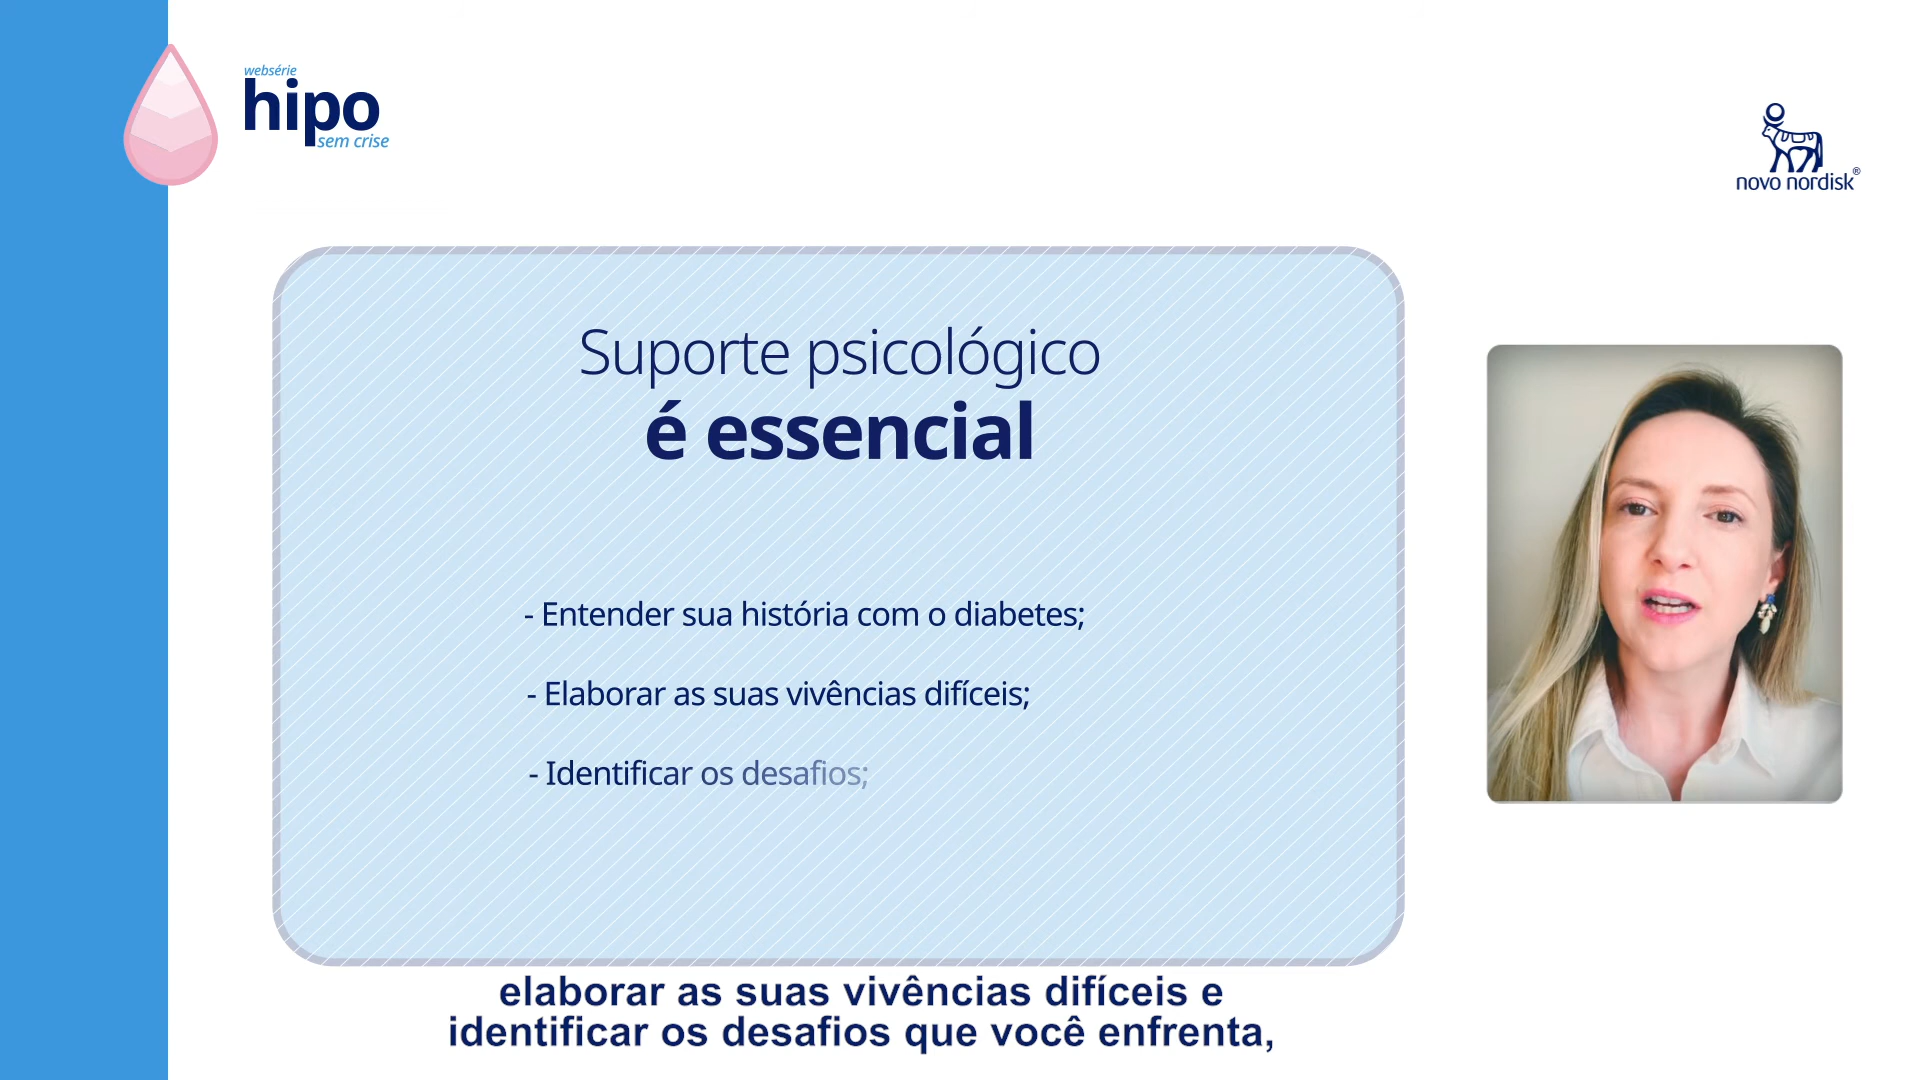 websérie
hipo
sem crise
novo nordisk®
Suporte psicológico
é essencial
- Entender sua história com o diabetes;
- Elaborar as suas vivências difíceis;
- Identificar os desafios;
elaborar as suas vivências difíceis e
identificar os desafios que você enfrenta,